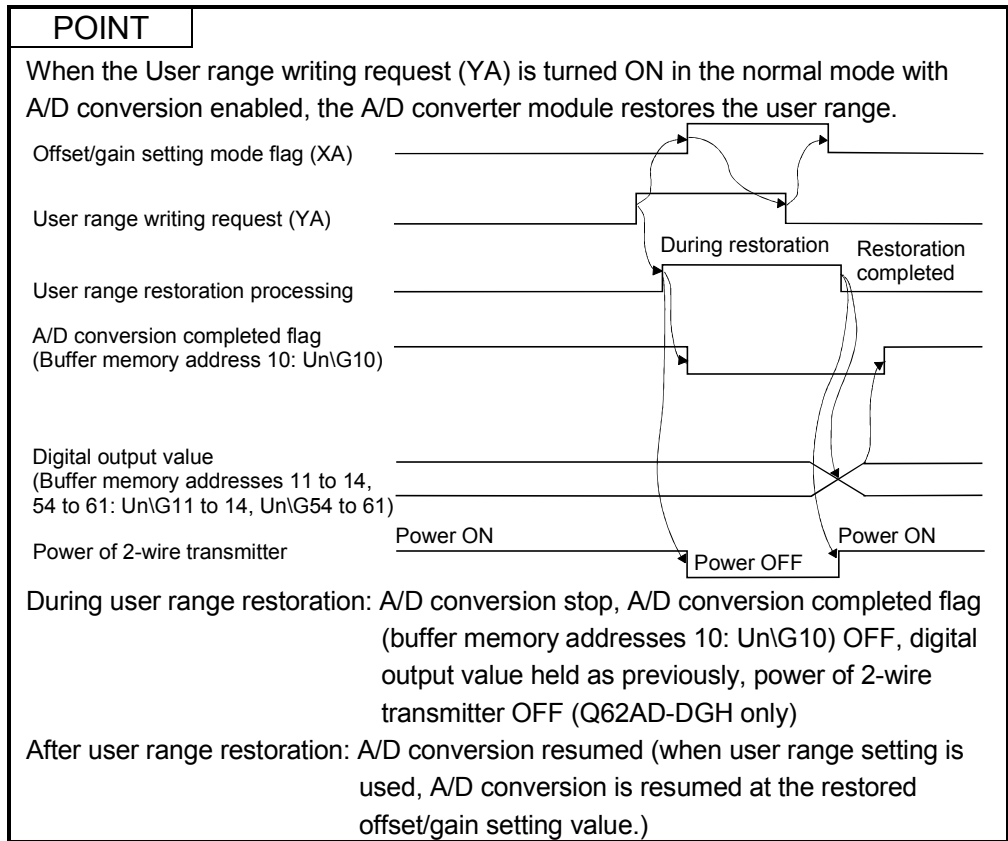 POINT
When the User range writing request (YA) is turned ON in the normal mode with
A/D conversion enabled, the A/D converter module restores the user range.
Offset/gain setting mode flag (XA)
User range writing request (YA)
During restoration
Restoration
completed
User range restoration processing
A/D conversion completed flag
(Buffer memory address 10: Un\G10)
Digital output value
(Buffer memory addresses 11 to 14,
54 to 61: Un\G11 to 14, Un\G54 to 61)
Power ON
Power ON
Power of 2-wire transmitter
Power OFF
During user range restoration: A/D conversion stop, A/D conversion completed flag
(buffer memory addresses 10: Un\G10) OFF, digital
output value held as previously, power of 2-wire
transmitter OFF (Q62AD-DGH only)
After user range restoration: A/D conversion resumed (when user range setting is
used, A/D conversion is resumed at the restored
offset/gain setting value.)